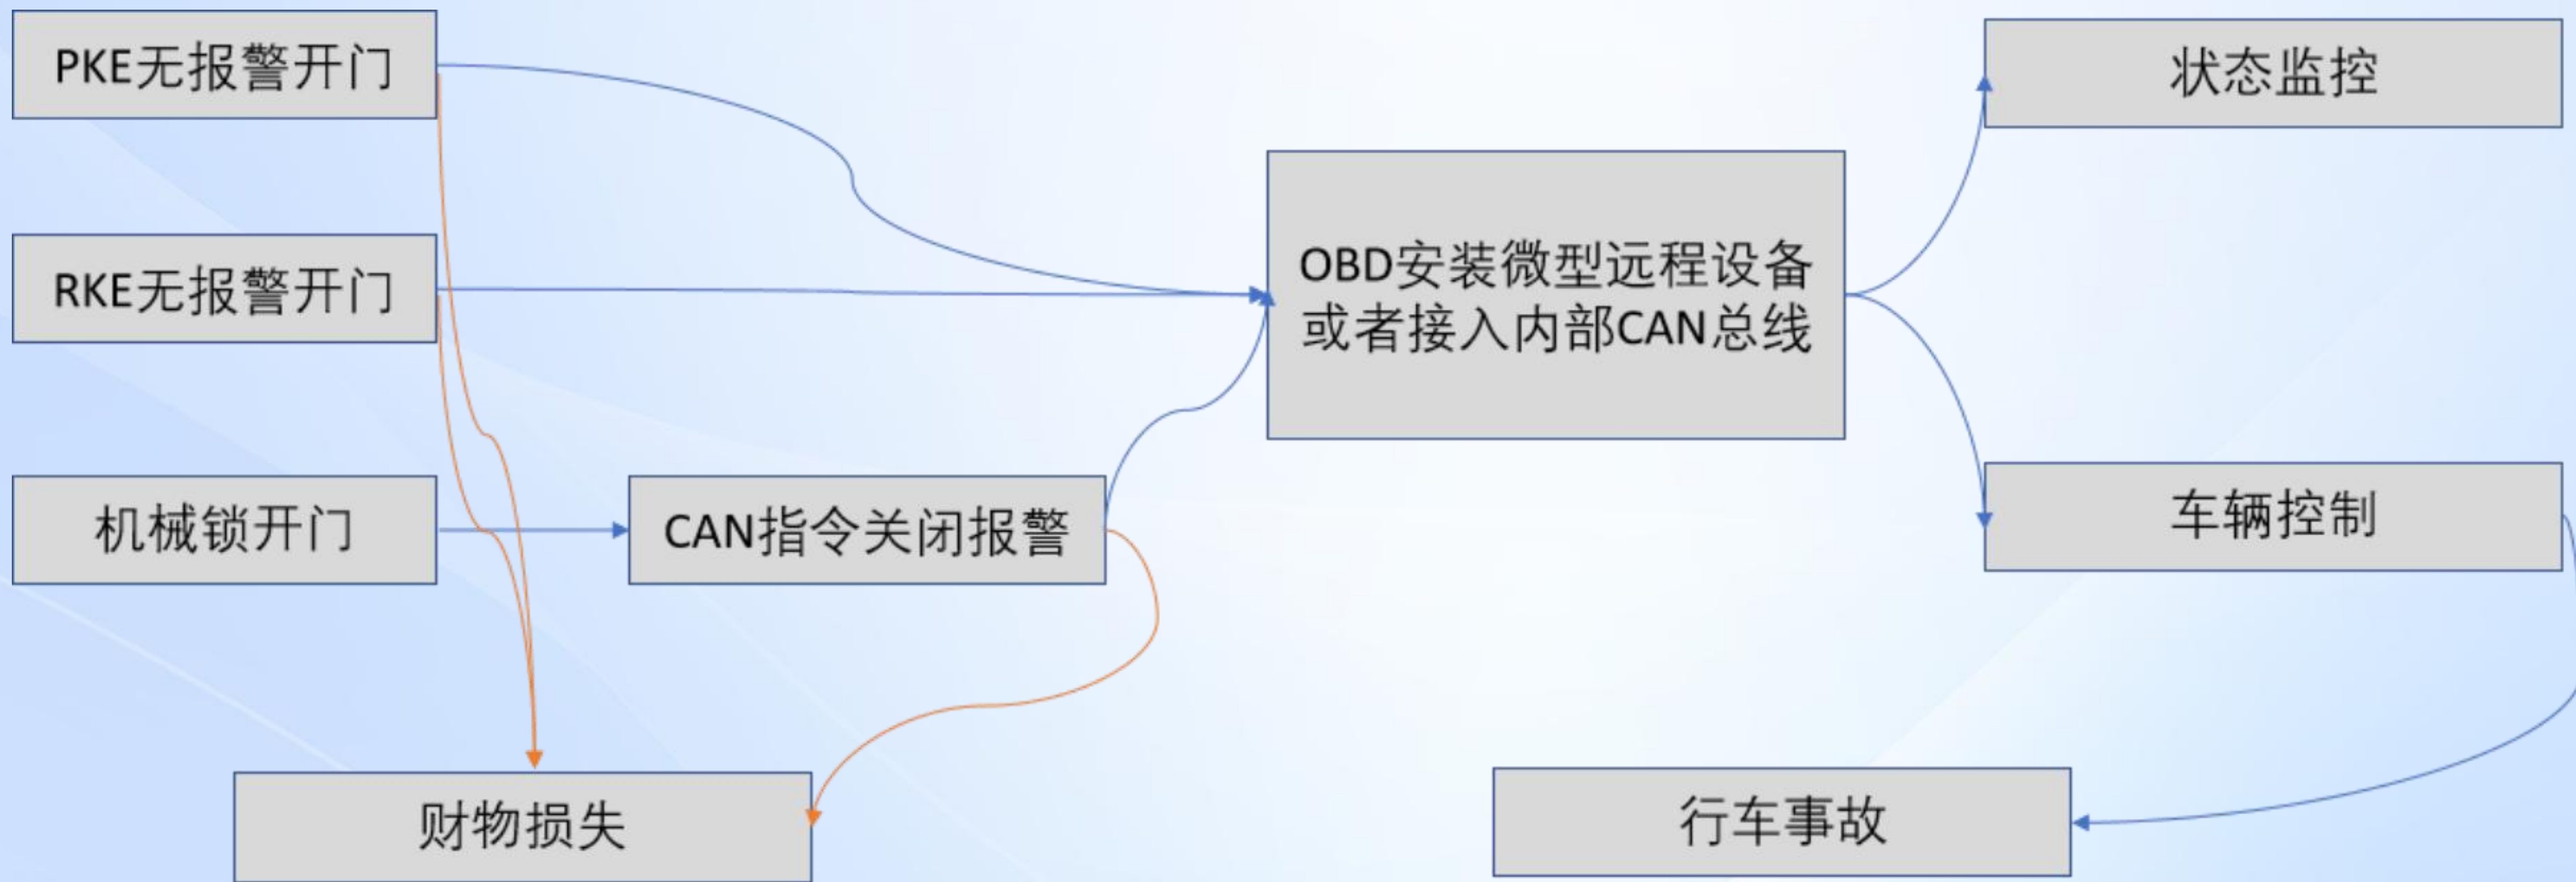 PKE无报警开门
状态监控
RKE无报警开门
OBD安装微型远程设备
或者接入内部CAN总线
机械锁开门
CAN指令关闭报警
车辆控制
财物损失
行车事故